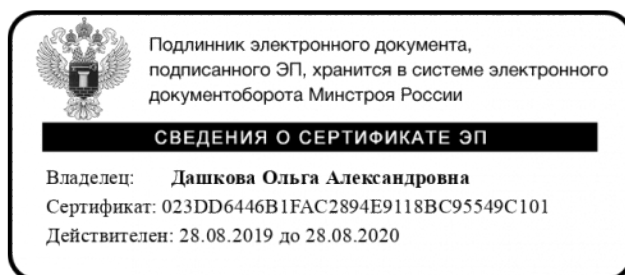 Подлинник электронного документа,
подписанного ЭП, хранится в системе электронного
документоборота Минстроя России
СВЕДЕНИЯ О СЕРТИФИКАТЕ ЭП
Владелец: Дашкова Ольга Александровна
Сертификат: 023DD6446B1FAC2894E9118BC95549C101
Действителен: 28.08.2019 до 28.08.2020